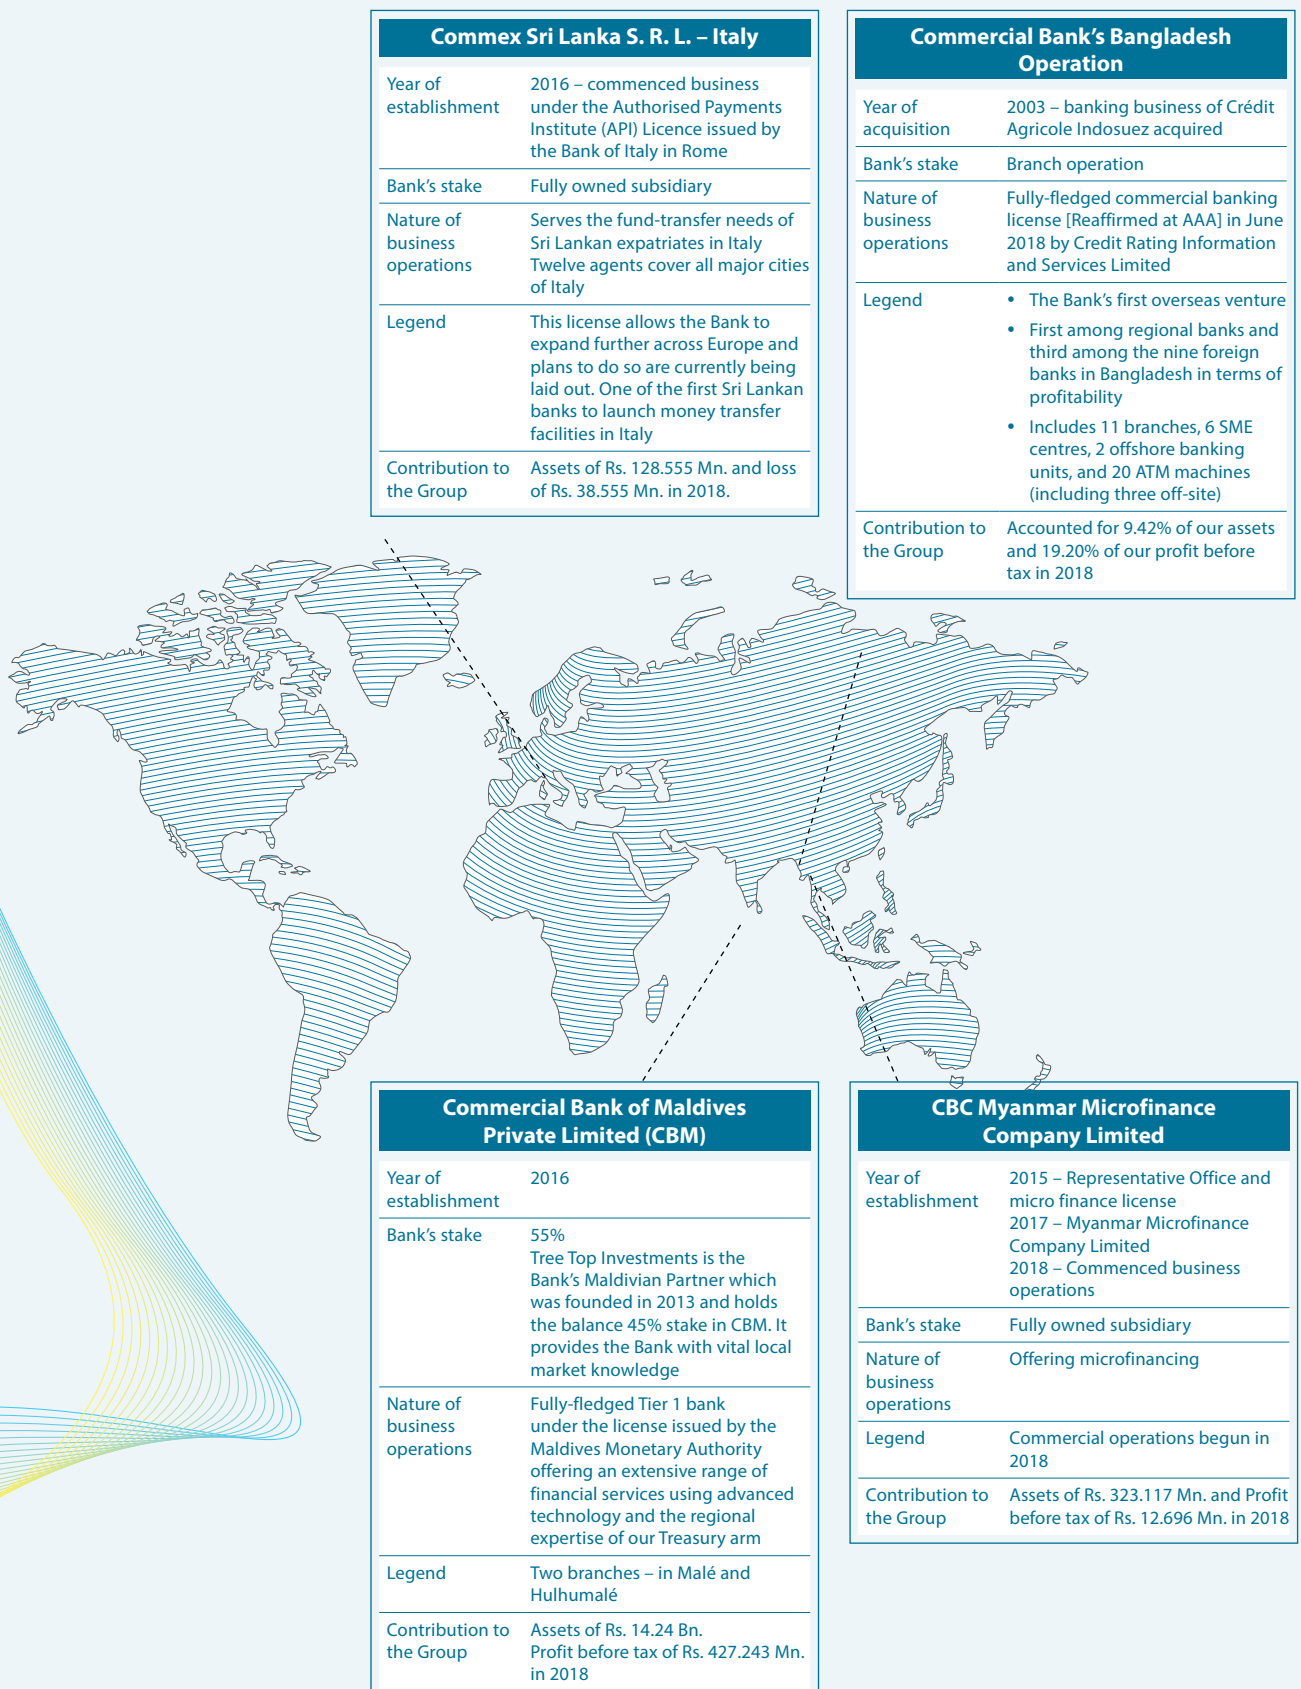 Commex Sri Lanka S. R. L. – Italy
Year of establishment
2016 – commenced business
under the Authorised Payments
Institute (API) Licence issued by
the Bank of Italy in Rome
Bank’s stake
Fully owned subsidiary
Nature of
business
operations
Serves the fund-transfer needs of
Sri Lankan expatriates in Italy
Twelve agents cover all major cities
of Italy
Legend
This license allows the Bank to
expand further across Europe and
plans to do so are currently being
laid out. One of the first Sri Lankan
banks to launch money transfer
facilities in Italy
Contribution to
the Group
Assets of Rs. 128.555 Mn. and loss
of Rs. 38.555 Mn. in 2018.
Commercial Bank’s Bangladesh
Operation
Year of
acquisition
2003 – banking business of Crédit
Agricole Indosuez acquired
Bank’s stake
Branch operation
Nature of
business
operations
Fully-fledged commercial banking
license [Reaffirmed at AAA] in June
2018 by Credit Rating Information
and Services Limited
Legend
• The Bank’s first overseas venture
• First among regional banks and
third among the nine foreign
banks in Bangladesh in terms of
profitability
• Includes 11 branches, 6 SME
centres, 2 offshore banking
units, and 20 ATM machines
(including three off-site)
Contribution to
the Group
Accounted for 9.42% of our assets
and 19.20% of our profit before
tax in 2018
Commercial Bank of Maldives
Private Limited (CBM)
Year of
establishment
2016
Bank’s stake
55%
Tree Top Investments is the
Bank’s Maldivian Partner which
was founded in 2013 and holds
the balance 45% stake in CBM. It
provides the Bank with vital local
market knowledge
Nature of
business
operations
Fully-fledged Tier 1 bank
under the license issued by the
Maldives Monetary Authority
offering an extensive range of
financial services using advanced
technology and the regional
expertise of our Treasury arm
Legend
Two branches – in Malé and
Hulhumalé
Contribution to
the Group
Assets of Rs. 14.24 Bn.
Profit before tax of Rs. 427.243 Mn.
in 2018
CBC Myanmar Microfinance
Company Limited
Year of
establishment
2015 – Representative Office and
micro finance license
2017 – Myanmar Microfinance
Company Limited
2018 – Commenced business
operations
Bank’s stake
Fully owned subsidiary
Nature of
business
operations
Offering microfinancing
Legend
Commercial operations begun in
2018
Contribution to
the Group
Assets of Rs. 323.117 Mn. and Profit
before tax of Rs. 12.696 Mn. in 2018